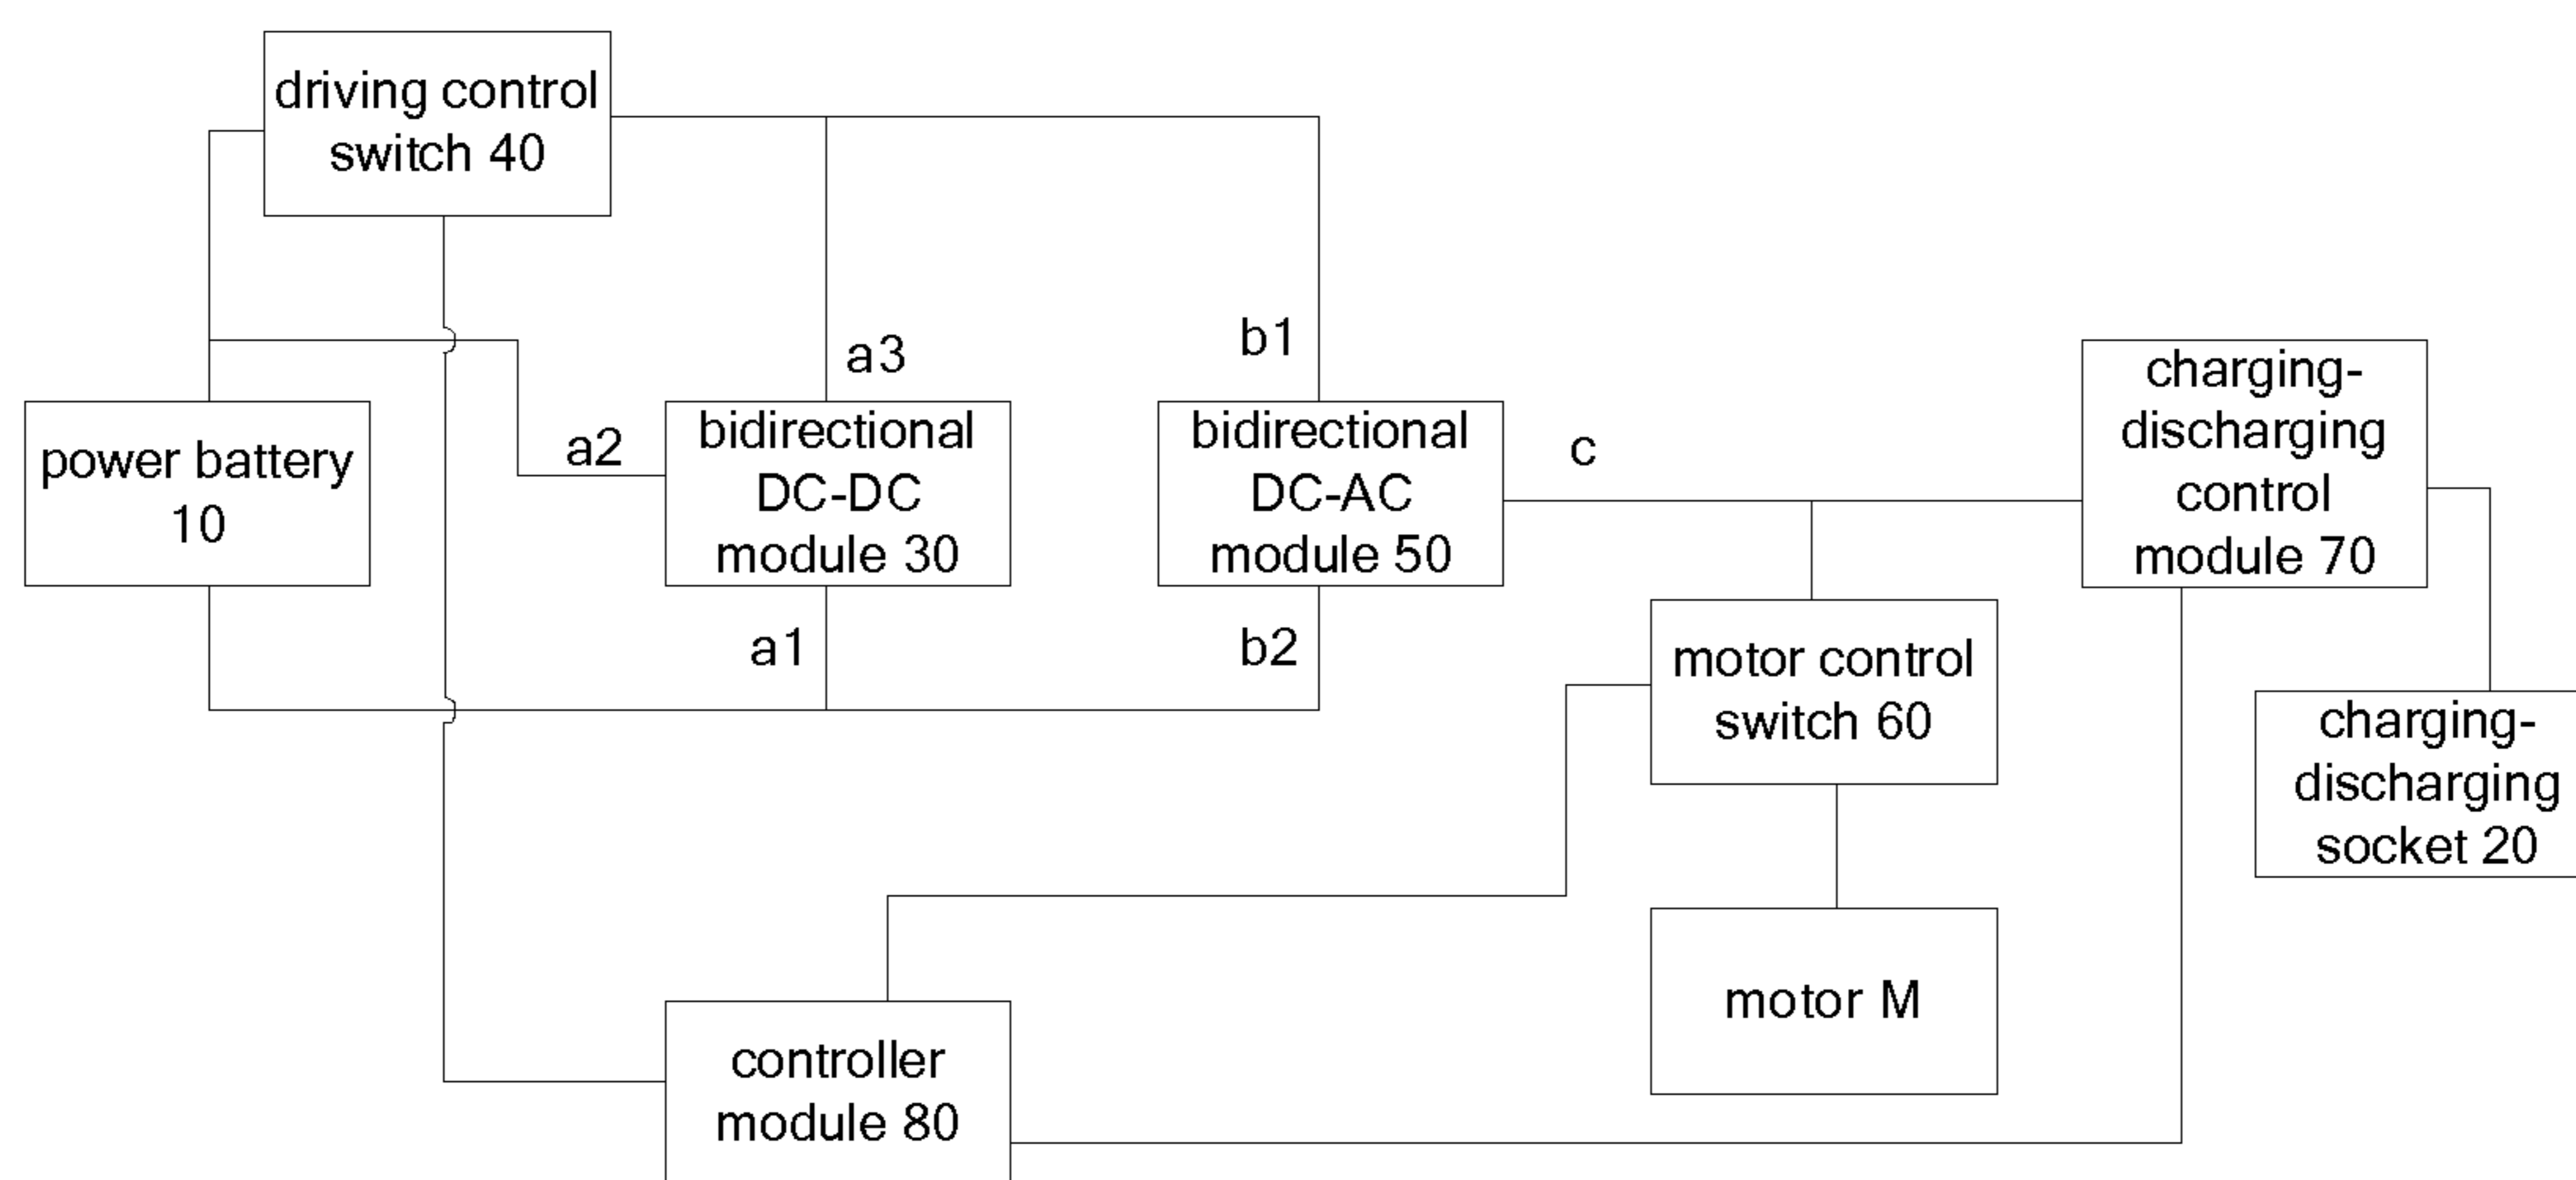 driving control
switch 40
a3
b1
power battery
10
a2
bidirectional
DC-DC
module 30
bidirectional
DC-AC
module 50
c
charging-
discharging
control
module 70
a1
b2
motor control
switch 60
charging-
discharging
socket 20
motor M
controller
module 80